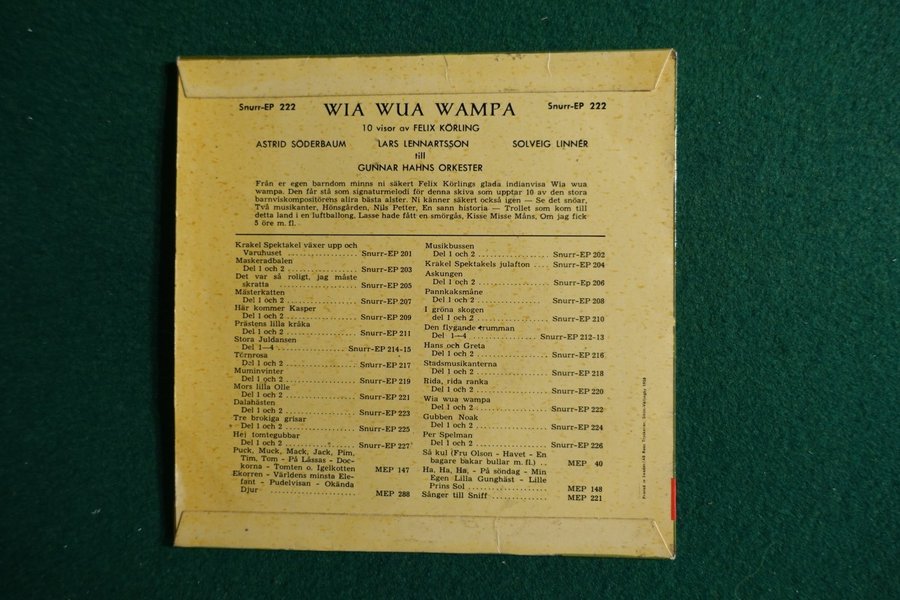 Snurr-EP 222 WIA WUA WAMPA Snurr-EP 222
10 visor av FELIX KÖRLING
ASTRID SÖDERBAUM LARS LENNARTSSON SOLVEIG LINNÉR
till
GUNNAR HAHNS ORKESTER
Från er egen barndom minns ni säkert Felix Körlings glada indianvisa Wia wua
wampa. Den får stå som signaturmelodi för denna skiva som upptar 10 av den stora
barnviskompositörens allra bästa alster. Ni känner säkert också igen — Se det snöar,
Två musikanter, Hönsgården, Nils Petter, En sann historia — Trollet som kom till
detta land i en luftballong, Lasse hade fått en smörgås, Kisse Misse Måns, Om jag fick
5 öre m. fl.
Krakel Spektakel växer upp och
Varuhuset Snurr-EP 201
Maskeradbalen
Del 1 och 2 Snurr-EP 203
Det var så roligt, jag måste
skratta Snurr-EP 205
Mästerkatten
Del 1 och 2 Snurr-EP 207
Här kommer Kasper
Del 1 och 2 Snurr-EP 209
Prästens lilla kråka
Del 1 och 2 Snurr-EP 211
Stora Juldansen
Del 1—4 Snurr-EP 214-15
Törnrosa
Del 1 och 2 Snurr-EP 217
Muminvinter
Del 1 och 2 Snurr-EP 219
Mors lilla Olle
Del 1 och 2 Snurr-EP 221
Dalahästen
Del 1 och 2 Snurr-EP 223
Tre brokiga grisar
Del 1 och 2 Snurr-EP 225
Hej tomtegubbar
Del 1 och 2 Snurr-EP 227
Puck, Muck, Mack, Jack, Pim,
Tim, Tom - På Låssas - Doc-
korna - Tomten o. Igelkotten MEP 147
Ekorren - Världens minsta Ele-
fant - Pudelvisan - Okända
Djur MEP 288
Musikbussen
Del 1 och 2 Snurr-EP 202
Krakel Spektakels julafton Snurr-EP 204
Askungen
Del 1 och 2 Snurr-Ep 206
Pannkaksmåne
Del 1 och 2 Snurr-EP 208
I gröna skogen
del 1 och 2 Snurr-EP 210
Den flygande trumman
Del 1—4 Snurr-EP 212-13
Hans och Greta
Del 1 och 2 Snurr-EP 216
Stadsmusikanterna
Del 1 och 2 Snurr-EP 218
Rida, rida ranka
Del 1 och 2 Snurr-EP 220
Wia wua wampa
Del 1 och 2 Snurr-EP 222
Gubben Noak
Del 1 och 2 Snurr-EP 224
Per Spelman
Del 1 och 2 Snurr-EP 226
Så kul (Fru Olson - Havet - En
bagare bakar bullar m. fl.) MEP 40
Ha, Ha, Ha, - På söndag - Min
Egen Lilla Gunghäst - Lille
Prins Sol MEP 148
Sånger till Sniff MEP 221
Printed in Sweden